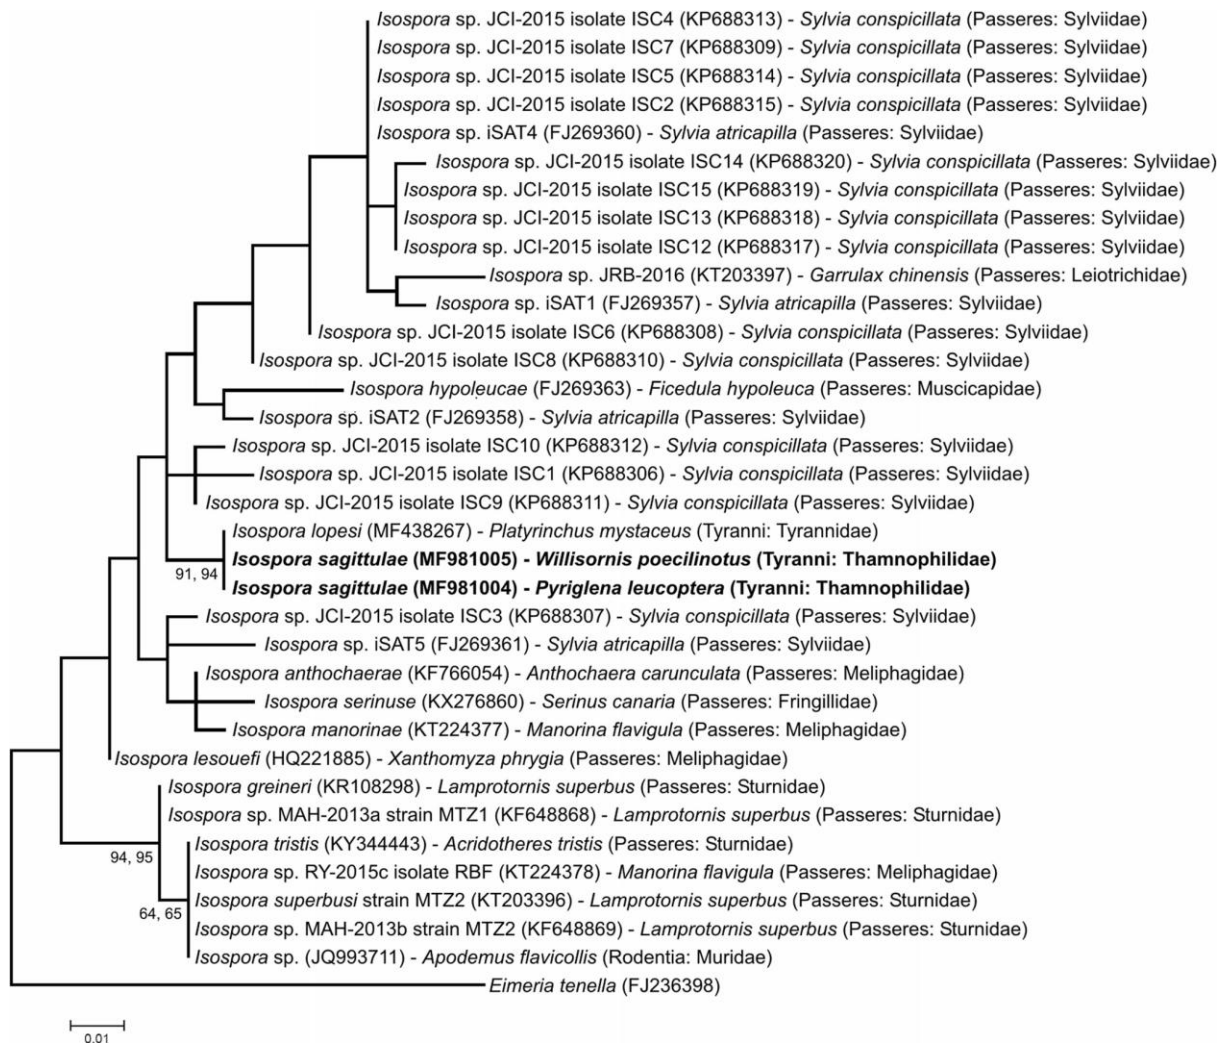 Isospora sp. JCI-2015 isolate ISC4 (KP688313) - Sylvia conspicillata (Passeres: Sylviidae)
Isospora sp. JCI-2015 isolate ISC7 (KP688309) - Sylvia conspicillata (Passeres: Sylviidae)
Isospora sp. JCI-2015 isolate ISC5 (KP688314) - Sylvia conspicillata (Passeres: Sylviidae)
Isospora sp. JCI-2015 isolate ISC2 (KP688315) - Sylvia conspicillata (Passeres: Sylviidae)
Isospora sp. iSAT4 (FJ269360) - Sylvia atricapilla (Passeres: Sylviidae)
Isospora sp. JCI-2015 isolate ISC14 (KP688320) - Sylvia conspicillata (Passeres: Sylviidae)
Isospora sp. JCI-2015 isolate ISC15 (KP688319) - Sylvia conspicillata (Passeres: Sylviidae)
Isospora sp. JCI-2015 isolate ISC13 (KP688318) - Sylvia conspicillata (Passeres: Sylviidae)
Isospora sp. JCI-2015 isolate ISC12 (KP688317) - Sylvia conspicillata (Passeres: Sylviidae)
Isospora sp. JRB-2016 (KT203397) - Garrulax chinensis (Passeres: Leiotrichidae)
Isospora sp. iSAT1 (FJ269357) - Sylvia atricapilla (Passeres: Sylviidae)
Isospora sp. JCI-2015 isolate ISC6 (KP688308) - Sylvia conspicillata (Passeres: Sylviidae)
Isospora sp. JCI-2015 isolate ISC8 (KP688310) - Sylvia conspicillata (Passeres: Sylviidae)
Isospora hypoleucae (FJ269363) - Ficedula hypoleuca (Passeres: Muscicapidae)
Isospora sp. iSAT2 (FJ269358) - Sylvia atricapilla (Passeres: Sylviidae)
Isospora sp. JCI-2015 isolate ISC10 (KP688312) - Sylvia conspicillata (Passeres: Sylviidae)
Isospora sp. JCI-2015 isolate ISC1 (KP688306) - Sylvia conspicillata (Passeres: Sylviidae)
Isospora sp. JCI-2015 isolate ISC9 (KP688311) - Sylvia conspicillata (Passeres: Sylviidae)
Isospora lopesi (MF438267) - Platyrinchus mystaceus (Tyranni: Tyrannidae)
Isospora sagittulae (MF981005) - Willisornis poecilinotus (Tyranni: Thamnophilidae)
91, 94
Isospora sagittulae (MF981004) - Pyriglena leucoptera (Tyranni: Thamnophilidae)
Isospora sp. JCI-2015 isolate ISC3 (KP688307) - Sylvia conspicillata (Passeres: Sylviidae)
Isospora sp. iSAT5 (FJ269361) - Sylvia atricapilla (Passeres: Sylviidae)
Isospora anthochaerae (KF766054) - Anthochaera carunculata (Passeres: Meliphagidae)
Isospora serinuse (KX276860) - Serinus canaria (Passeres: Fringillidae)
Isospora manorinae (KT224377) - Manorina flavigula (Passeres: Meliphagidae)
Isospora lesouefi (HQ221885) - Xanthomyza phrygia (Passeres: Meliphagidae)
Isospora greineri (KR108298) - Lamprotornis superbus (Passeres: Sturnidae)
Isospora sp. MAH-2013a strain MTZ1 (KF648868) - Lamprotornis superbus (Passeres: Sturnidae)
Isospora tristis (KY344443) - Acridotheres tristis (Passeres: Sturnidae)
94, 95
Isospora sp. RY-2015c isolate RBF (KT224378) - Manorina flavigula (Passeres: Meliphagidae)
Isospora superbusi strain MTZ2 (KT203396) - Lamprotornis superbus (Passeres: Sturnidae)
64, 65
Isospora sp. MAH-2013b strain MTZ2 (KF648869) - Lamprotornis superbus (Passeres: Sturnidae)
Isospora sp. (JQ993711) - Apodemus flavicollis (Rodentia: Muridae)
Eimeria tenella (FJ236398)
0.01